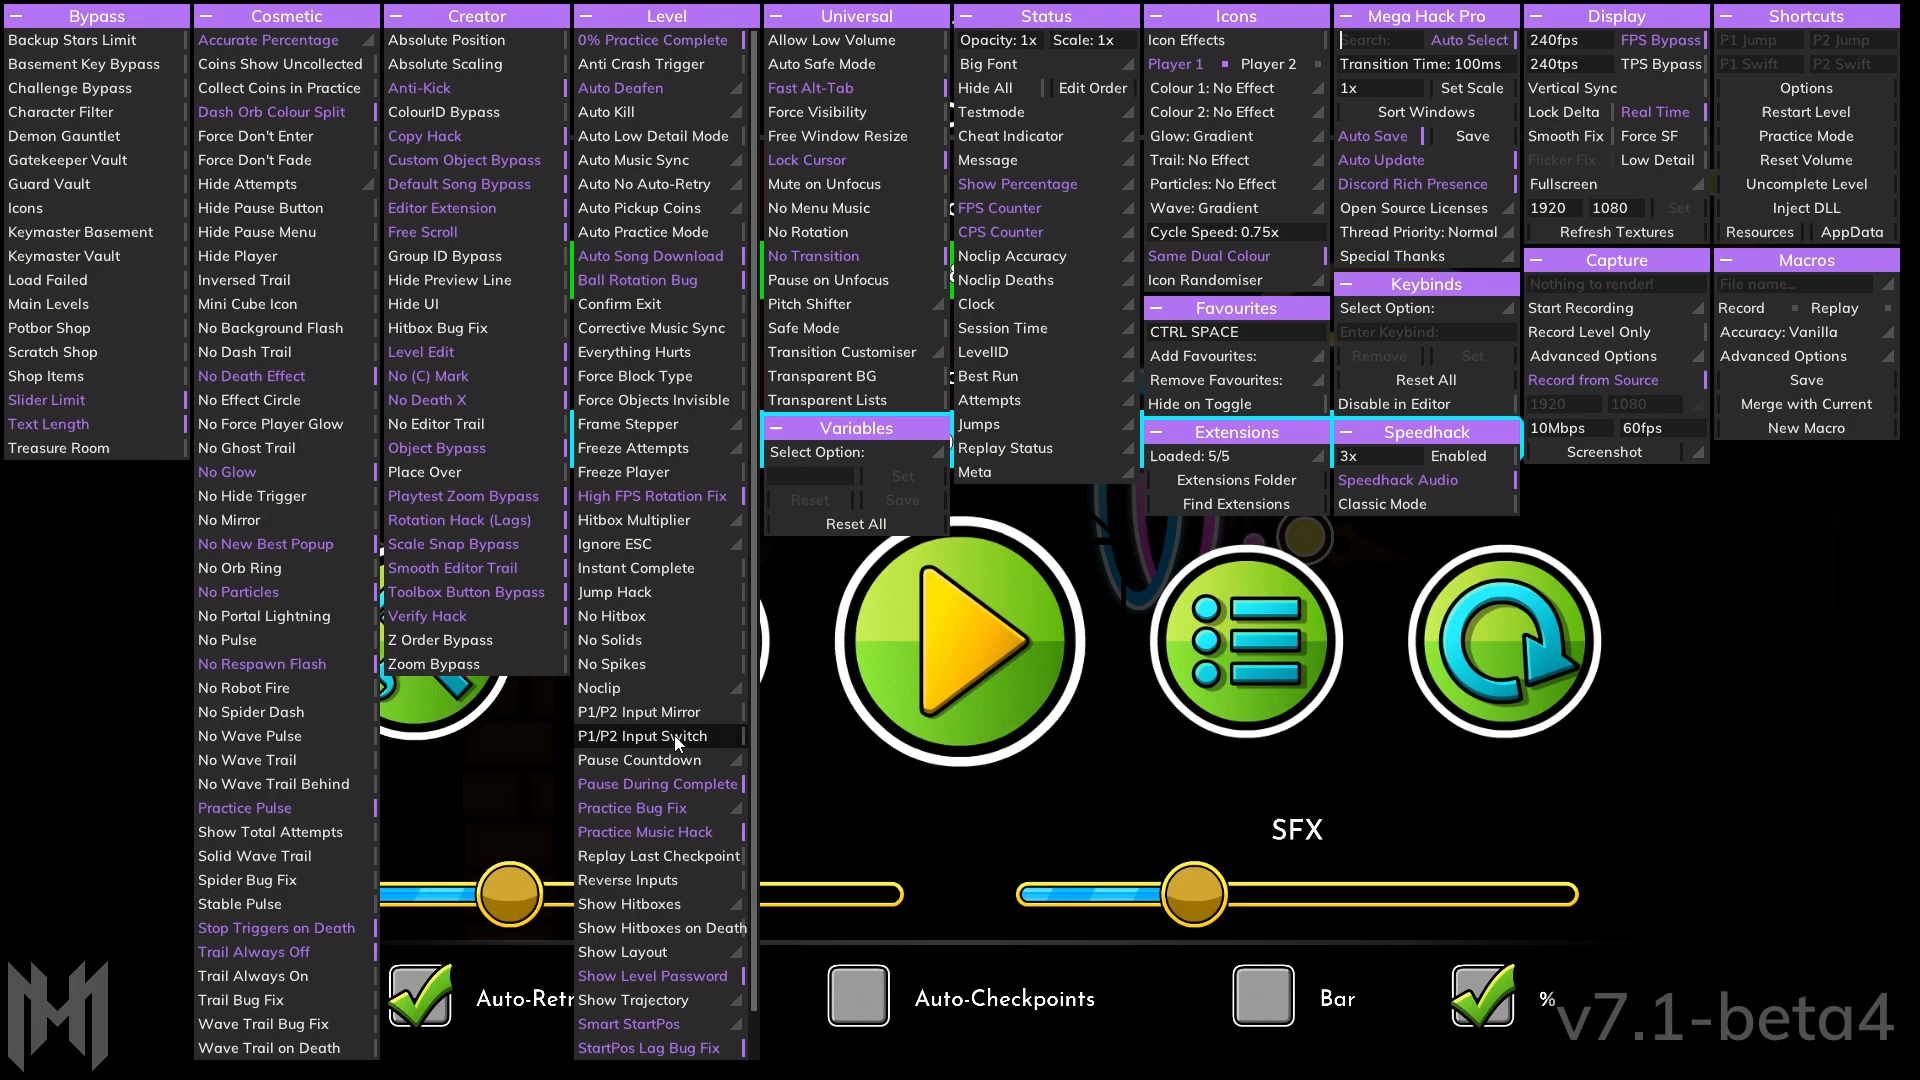 Bypass
Backup Stars Limit
Basement Key Bypass
Challenge Bypass
Character Filter
Demon Gauntlet
Gatekeeper Vault
Guard Vault
Icons
Keymaster Basement
Keymaster Vault
Load Failed
Main Levels
Potbor Shop
Scratch Shop
Shop Items
Slider Limit
Text Length
Treasure Room
Cosmetic
Accurate Percentage
Coins Show Uncollected
Collect Coins in Practice
Dash Orb Colour Split
Force Don't Enter
Force Don't Fade
Hide Attempts
Hide Pause Button
Hide Pause Menu
Hide Player
Inversed Trail
Mini Cube Icon
No Background Flash
No Dash Trail
No Death Effect
No Effect Circle
No Force Player Glow
No Ghost Trail
No Glow
No Hide Trigger
No Mirror
No New Best Popup
No Orb Ring
No Particles
No Portal Lightning
No Pulse
No Respawn Flash
No Robot Fire
No Spider Dash
No Wave Pulse
No Wave Trail
No Wave Trail Behind
Practice Pulse
Show Total Attempts
Solid Wave Trail
Spider Bug Fix
Stable Pulse
Stop Triggers on Death
Trail Always Off
Trail Always On
Trail Bug Fix
Wave Trail Bug Fix
Wave Trail on Death
Creator
Absolute Position
Absolute Scaling
Anti-Kick
ColourID Bypass
Copy Hack
Custom Object Bypass
Default Song Bypass
Editor Extension
Free Scroll
Group ID Bypass
Hide Preview Line
Hide UI
Hitbox Bug Fix
Level Edit
No (C) Mark
No Death X
No Editor Trail
Object Bypass
Place Over
Playtest Zoom Bypass
Rotation Hack (Lags)
Scale Snap Bypass
Smooth Editor Trail
Toolbox Button Bypass
Verify Hack
Z Order Bypass
Zoom Bypass
Level
0% Practice Complete
Anti Crash Trigger
Auto Deafen
Auto Kill
Auto Low Detail Mode
Auto Music Sync
Auto No Auto-Retry
Auto Pickup Coins
Auto Practice Mode
Auto Song Download
Ball Rotation Bug
Confirm Exit
Corrective Music Sync
Everything Hurts
Force Block Type
Force Objects Invisible
Frame Stepper
Freeze Attempts
Freeze Player
High FPS Rotation Fix
Hitbox Multiplier
Ignore ESC
Instant Complete
Jump Hack
No Hitbox
No Solids
No Spikes
Noclip
P1/P2 Input Mirror
P1/P2 Input Switch
Pause Countdown
Pause During Complete
Practice Bug Fix
Practice Music Hack
Replay Last Checkpoint
Reverse Inputs
Show Hitboxes
Show Hitboxes on Death
Show Layout
Show Level Password
Show Trajectory
Smart StartPos
StartPos Lag Bug Fix
Universal
Allow Low Volume
Auto Safe Mode
Fast Alt-Tab
Force Visibility
Free Window Resize
Lock Cursor
Mute on Unfocus
No Menu Music
No Rotation
No Transition
Pause on Unfocus
Pitch Shifter
Safe Mode
Transition Customiser
Transparent BG
Transparent Lists
Variables
Select Option:
Set
Reset Save
Reset All
Status
Opacity: 1x Scale: 1x
Big Font
Hide All Edit Order
Testmode
Cheat Indicator
Message
Show Percentage
FPS Counter
CPS Counter
Noclip Accuracy
Noclip Deaths
Clock
Session Time
LevelID
Best Run
Attempts
Jumps
Replay Status
Meta
Icons
Icon Effects
Player 1 Player 2
Colour 1: No Effect
Colour 2: No Effect
Glow: Gradient
Trail: No Effect
Particles: No Effect
Wave: Gradient
Cycle Speed: 0.75x
Same Dual Colour
Icon Randomiser
Favourites
CTRL SPACE
Add Favourites:
Remove Favourites:
Hide on Toggle
Extensions
Loaded: 5/5
Extensions Folder
Find Extensions
Mega Hack Pro
Search: Auto Select
Transition Time: 100ms
1x Set Scale
Sort Windows
Auto Save Save
Auto Update
Discord Rich Presence
Open Source Licenses
Thread Priority: Normal
Special Thanks
Keybinds
Select Option:
Enter Keybind:
Remove Set
Reset All
Disable in Editor
Speedhack
3x Enabled
Speedhack Audio
Classic Mode
Display
240fps FPS Bypass
240tps TPS Bypass
Vertical Sync
Lock Delta Real Time
Smooth Fix Force SF
Flicker Fix Low Detail
Fullscreen
1920 1080 Set
Refresh Textures
Capture
Nothing to render!
Start Recording
Record Level Only
Advanced Options
Record from Source
1920 1080
10Mbps 60fps
Screenshot
Shortcuts
P1 Jump P2 Jump
P1 Swift P2 Swift
Options
Restart Level
Practice Mode
Reset Volume
Uncomplete Level
Inject DLL
Resources AppData
Macros
File name...
Record Replay
Accuracy: Vanilla
Advanced Options
Save
Merge with Current
New Macro
SFX
Auto-Retr
Auto-Checkpoints
Bar
%
v7.1-beta4